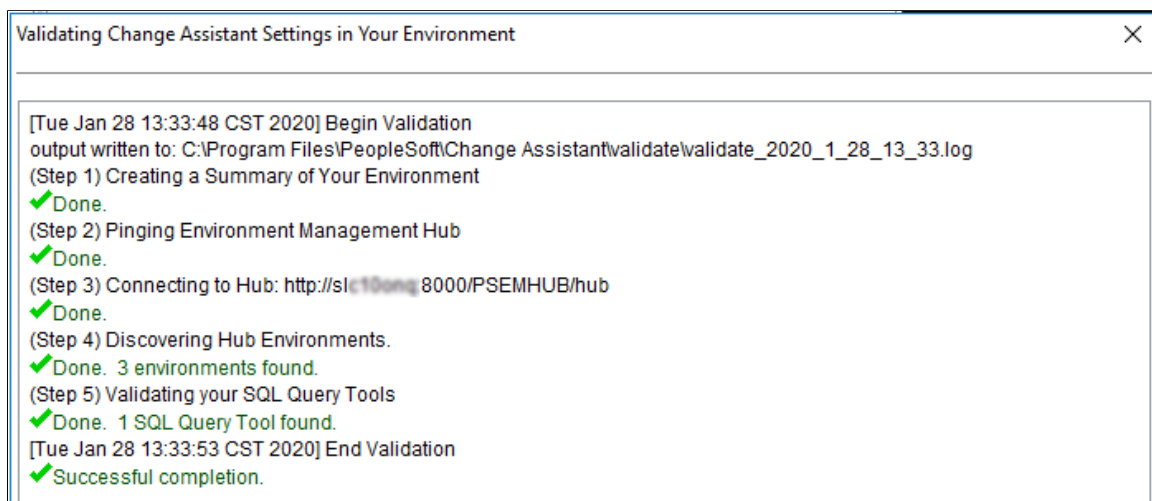 Validating Change Assistant Settings in Your Environment
[Tue Jan 28 13:33:48 CST 2020] Begin Validation
output written to: C:\Program Files\PeopleSoft\Change Assistant\validate\validate_2020_1_28_13_33.log
(Step 1) Creating a Summary of Your Environment
Done.
(Step 2) Pinging Environment Management Hub
Done.
(Step 3) Connecting to Hub: 8000/PSEMHUB/hub
Done.
(Step 4) Discovering Hub Environments.
Done. 3 environments found.
(Step 5) Validating your SQL Query Tools
Done. 1 SQL Query Tool found.
[Tue Jan 28 13:33:53 CST 2020] End Validation
Successful completion.